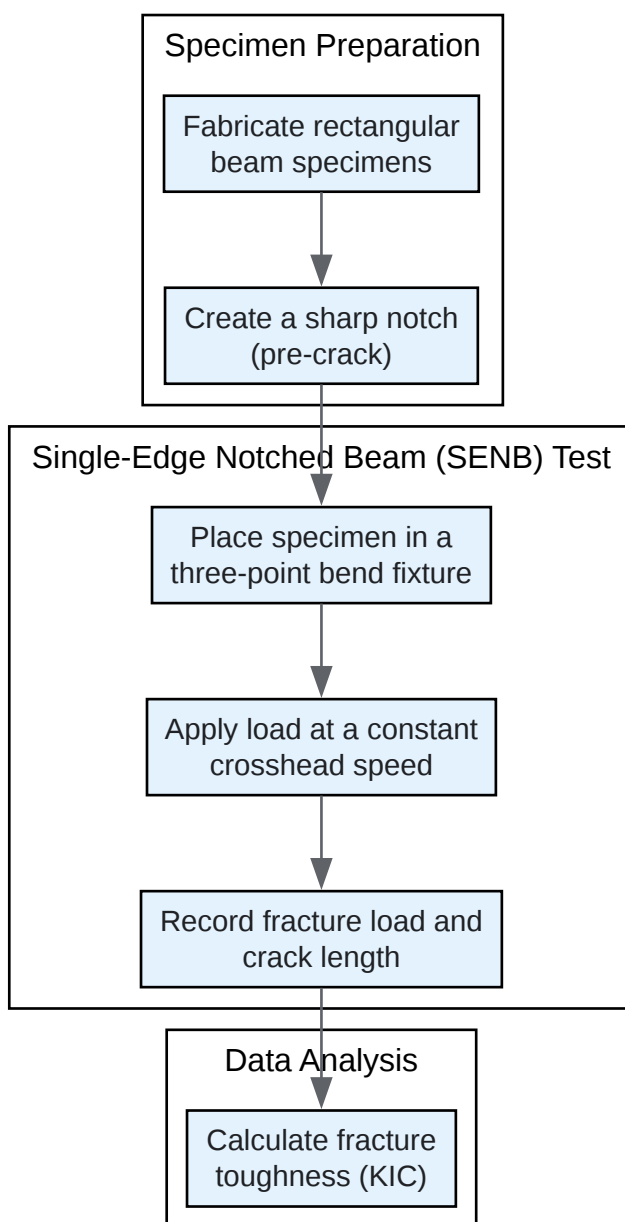 Specimen Preparation
Fabricate rectangular
beam specimens
Create a sharp notch
(pre-crack)
Single-Edge Notched Beam (SENB) Test
Place specimen in a
three-point bend fixture
Apply load at a constant
crosshead speed
Record fracture load and
crack length
Data Analysis
Calculate fracture
toughness (KIC)